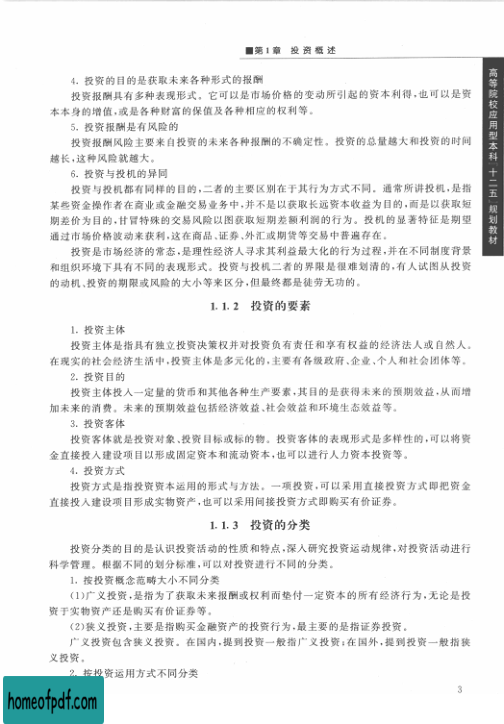 ■第1章 投资概述
4. 投资的目的是获取未来各种形式的报酬
投资报酬具有多种表现形式。它可以是市场价格的变动所引起的资本利得,也可以是资
本本身的增值,或是各种财富的保值及各种相应的权利等。
5. 投资报酬是有风险的
投资报酬风险主要来自投资的未来各种报酬的不确定性。投资的总量越大和投资的时间
越长,这种风险就越大。
6. 投资与投机的异同
投资与投机都有同样的目的,二者的主要区别在于其行为方式不同。通常所讲投机,是指
某些资金操作者在商业或金融交易业务中,并不是以获取长远资本收益为目的,而是以获取短
期差价为目的,甘冒特殊的交易风险以图获取短期差额利润的行为。投机的显著特征是期望
通过市场价格波动来获利,这在商品、证券、外汇或期货等交易中普遍存在。
投资是市场经济的常态,是理性经济人寻求其利益最大化的行为过程,并在不同制度背景
和组织环境下具有不同的表现形式。投资与投机二者的界限是很难划清的,有人试图从投资
的动机、投资的期限或风险的大小等来区分,但最终都是徒劳无功的。
1.1.2 投资的要素
1. 投资主体
投资主体是指具有独立投资决策权并对投资负有责任和享有权益的经济法人或自然人。
在现实的社会经济生活中,投资主体是多元化的,主要有各级政府、企业、个人和社会团体等。
2. 投资目的
投资主体投入一定量的货币和其他各种生产要素,其目的是获得未来的预期效益,从而增
加未来的消费。未来的预期效益包括经济效益、社会效益和环境生态效益等。
3. 投资客体
投资客体就是投资对象、投资目标或标的物。投资客体的表现形式是多样性的,可以将资
金直接投入建设项目以形成固定资本和流动资本,也可以进行人力资本投资等。
4. 投资方式
投资方式是指投资资本运用的形式与方法。一项投资,可以采用直接投资方式即把资金
直接投入建设项目形成实物资产,也可以采用间接投资方式即购买有价证券。
1.1.3 投资的分类
投资分类的目的是认识投资活动的性质和特点,深入研究投资运动规律,对投资活动进行
科学管理。根据不同的划分标准,可以对投资进行不同的分类。
1. 按投资概念范畴大小不同分类
(1)广义投资,是指为了获取未来报酬或权利而垫付一定资本的所有经济行为,无论是投
资于实物资产还是购买有价证券等。
(2)狭义投资,主要是指购买金融资产的投资行为,最主要的是指证券投资。
广义投资包含狭义投资。在国内,提到投资一般指广义投资;在国外,提到投资一般指狭
义投资。
2. 按投资运用方式不同分类
高等院校应用型本科「十二五」规划教材
3
homeofpdf.com